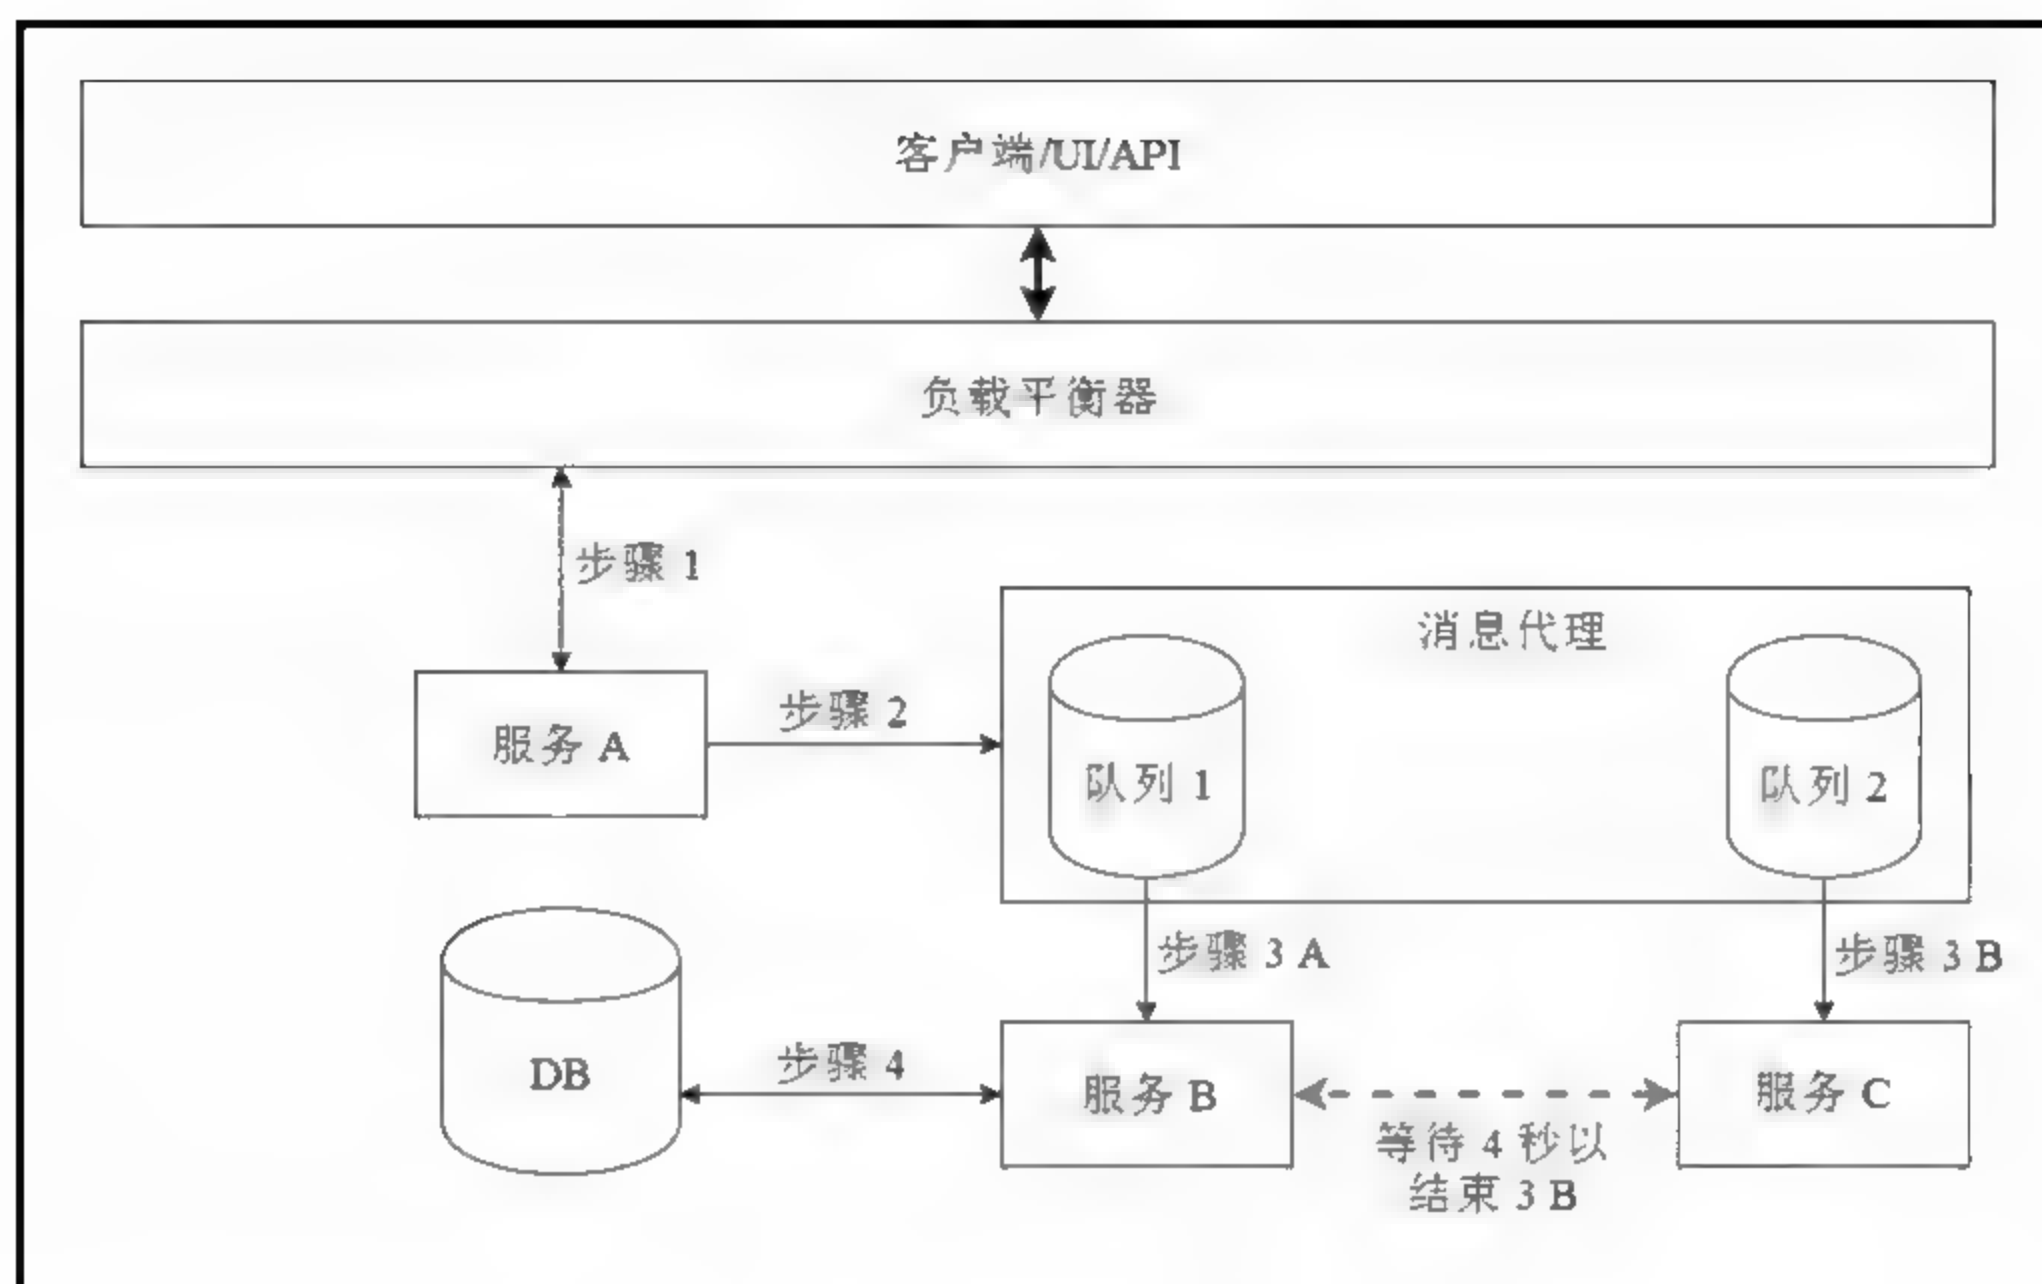 客户端/UI/API
负载平衡器
步骤 1
消息代理
步骤 2
服务 A
队列 1
队列 2
步骤 3 A
步骤 3 B
DB
步骤 4
服务 B
服务 C
等待 4 秒以
结束 3 B